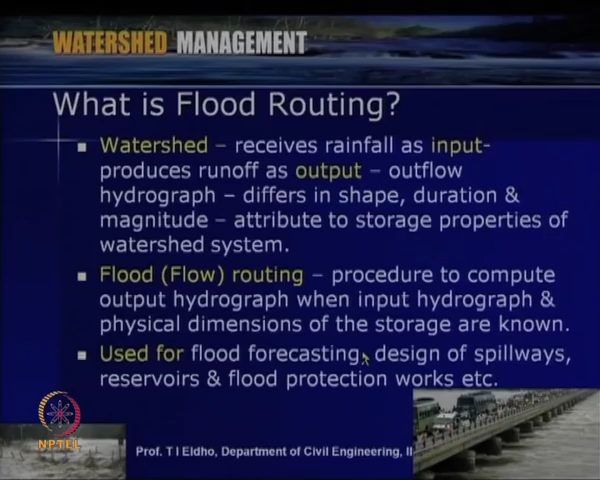 WATERSHED MANAGEMENT
What is Flood Routing?
Watershed – receives rainfall as input-
produces runoff as output – outflow
hydrograph – differs in shape, duration &
magnitude – attribute to storage properties of
watershed system.
Flood (Flow) routing – procedure to compute
output hydrograph when input hydrograph &
physical dimensions of the storage are known.
Used for flood forecasting, design of spillways,
reservoirs & flood protection works etc.
NPTEL
Prof. T I Eldho, Department of Civil Engineering, II